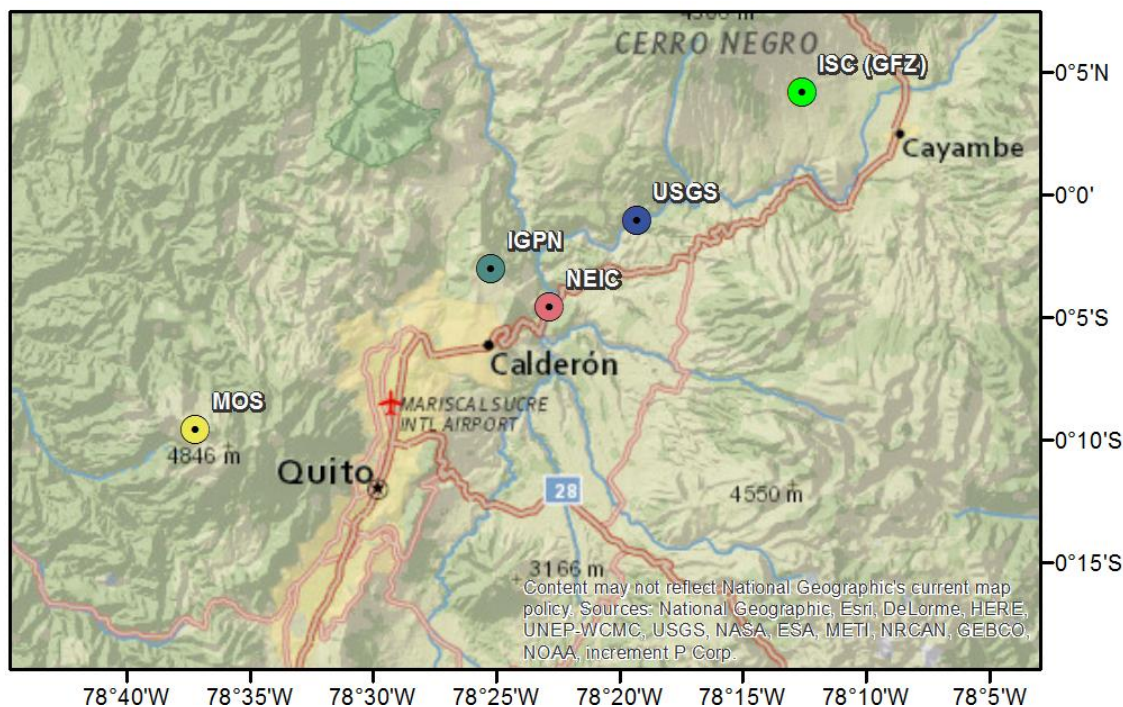 CERRO NEGRO
ISC (GFZ)
0°5'N
Cayambe
USGS
0°0'
IGPN
NEIC
0°5'S
Calderón
MARISCAL SUCRE
INTL AIRPORT
MOS
4846 m
0°10'S
Quito
28
4550 m
3166 m
0°15'S
Content may not reflect National Geographic's current map
policy. Sources: National Geographic, Esri, DeLorme, HERE,
UNEP-WCMC, USGS, NASA, ESA, METI, NRCAN, GEBCO,
NOAA, increment P Corp.
78°40'W 78°35'W 78°30'W 78°25'W 78°20'W 78°15'W 78°10'W 78°5'W